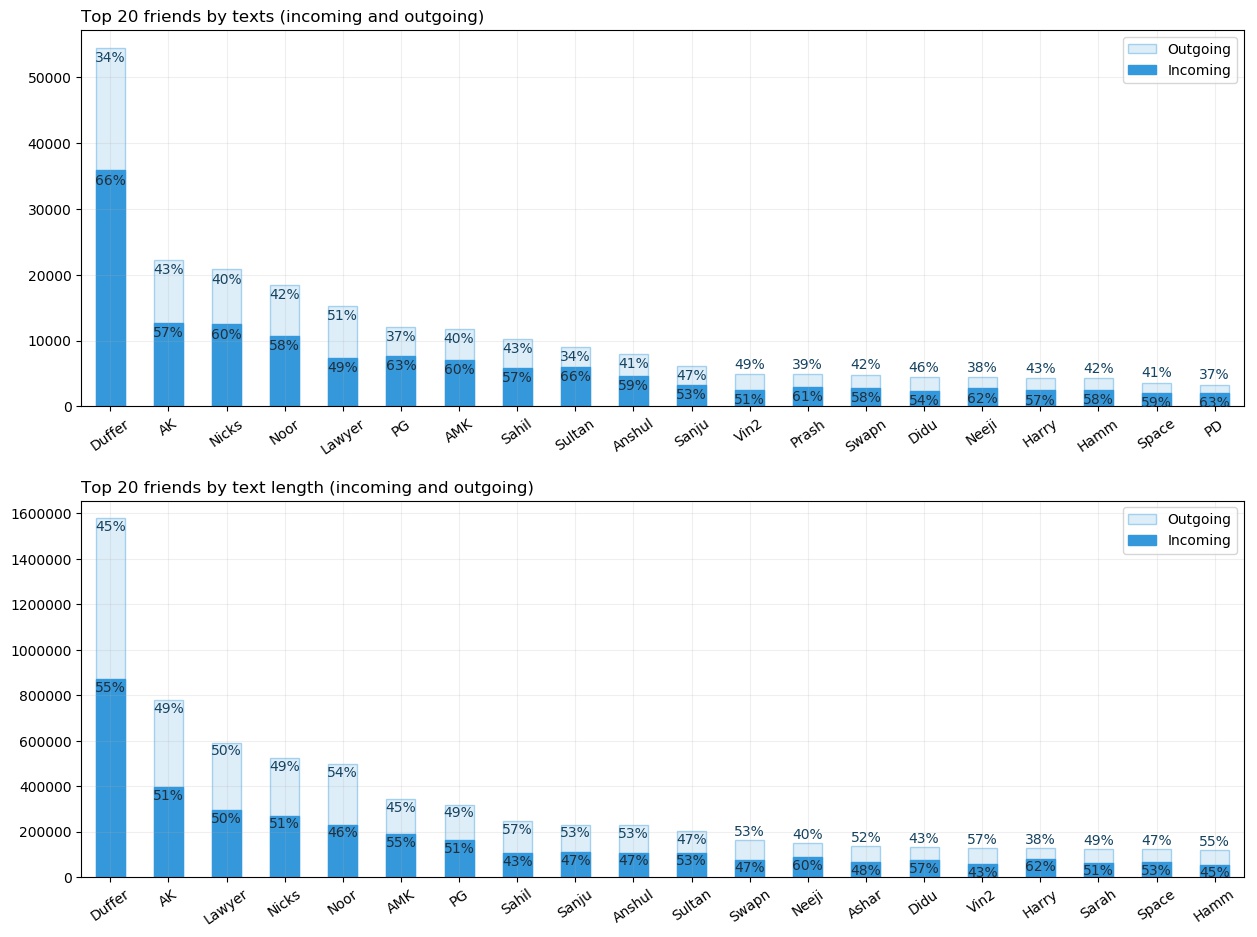 Top 20 friends by texts (incoming and outgoing)
Outgoing
Incoming
50000
40000
30000
20000
10000
0
34% 43% 40% 42% 51% 37% 40% 43% 34% 41% 47% 49% 39% 42% 46% 38% 43% 42% 41% 37%
66% 57% 60% 58% 49% 63% 60% 57% 66% 59% 53% 51% 61% 58% 54% 62% 57% 58% 59% 63%
Duffer AK Nicks Noor Lawyer PG AMK Sahil Sultan Anshul Sanju Vin2 Prash Swapn Didu Neeji Harry Hamm Space PD
Top 20 friends by text length (incoming and outgoing)
Outgoing
Incoming
1600000
1400000
1200000
1000000
800000
600000
400000
200000
0
45% 49% 50% 49% 54% 45% 49% 57% 53% 53% 47% 53% 40% 52% 43% 57% 38% 49% 47% 55%
55% 51% 50% 51% 46% 55% 51% 43% 47% 47% 53% 47% 60% 48% 57% 43% 62% 51% 53% 45%
Duffer AK Lawyer Nicks Noor AMK PG Sahil Sanju Anshul Sultan Swapn Neeji Ashar Didu Vin2 Harry Sarah Space Hamm